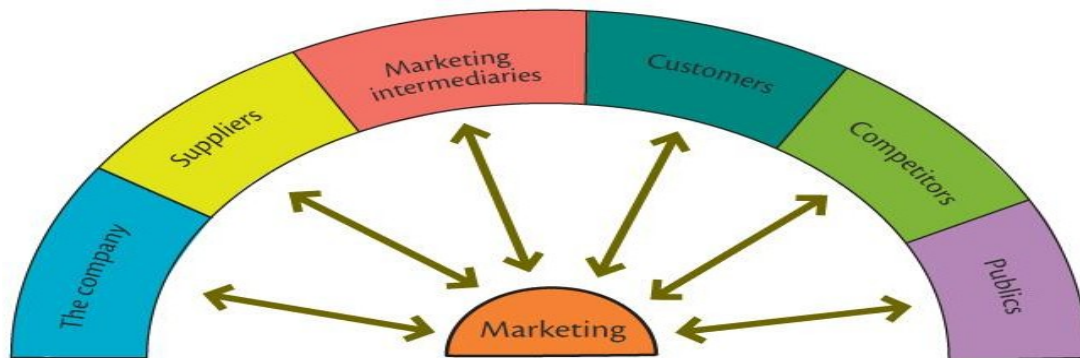 The company
Suppliers
Marketing
intermediaries
Customers
Competitors
Publics
Marketing